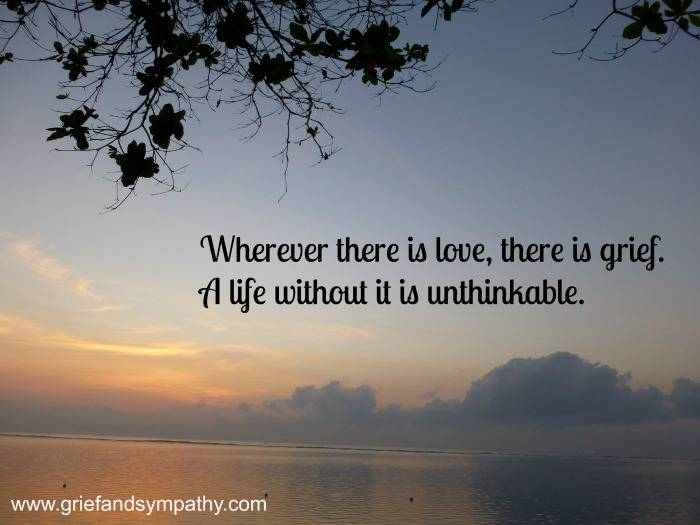 Wherever there is love, there is grief.
A life without it is unthinkable.
www.griefandsympathy.com